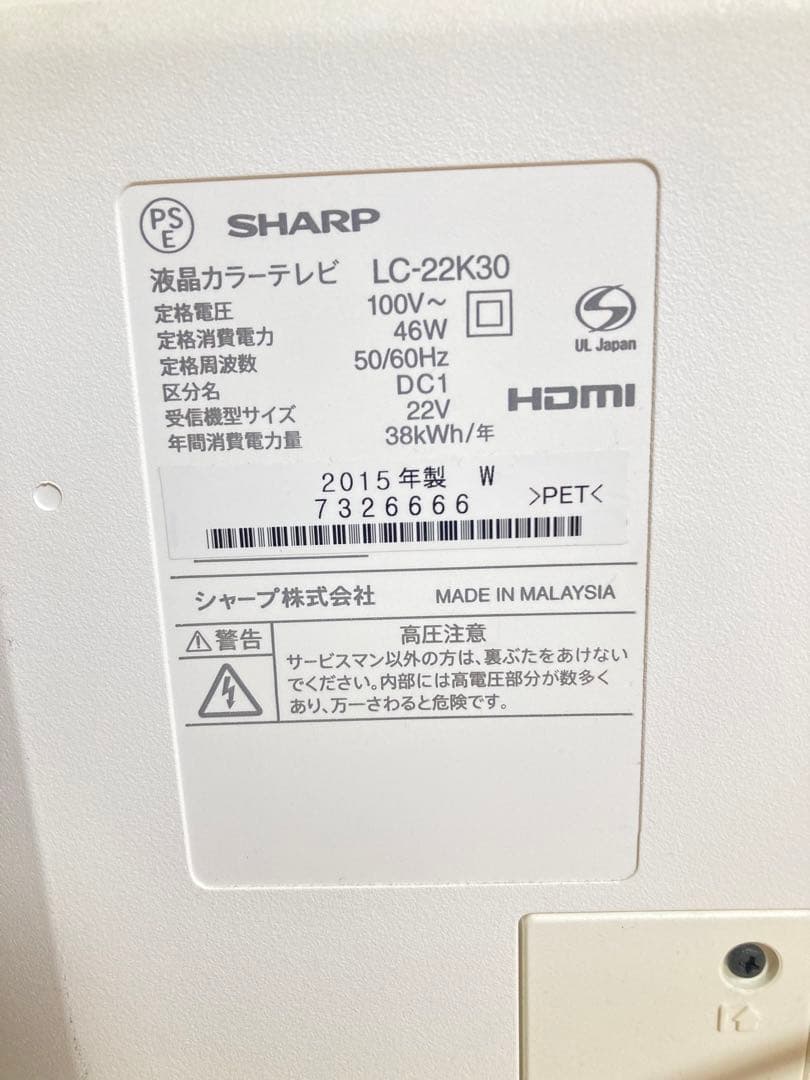 PS
E
SHARP
液晶カラーテレビ LC-22K30
定格電圧 100V～
定格消費電力 46W
定格周波数 50/60Hz
区分名 DC1
受信機型サイズ 22V
年間消費電力量 38kWh/年
UL Japan
HDMI
2015年製 W
7326666 >PET<
シャープ株式会社 MADE IN MALAYSIA
⚠警告 高圧注意
サービスマン以外の方は、裏ぶたをあけない
でください。内部には高電圧部分が数多く
あり、万一さわると危険です。